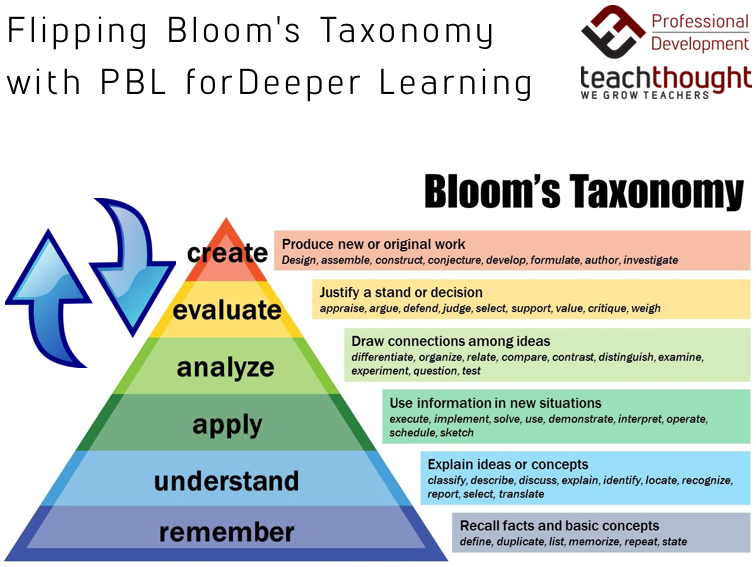 Flipping Bloom's Taxonomy
with PBL forDeeper Learning
Professional
Development
teachthought
WE GROW TEACHERS
Bloom's Taxonomy
create
Produce new or original work
Design, assemble, construct, conjecture, develop, formulate, author, investigate
evaluate
Justify a stand or decision
appraise, argue, defend, judge, select, support, value, critique, weigh
analyze
Draw connections among ideas
differentiate, organize, relate, compare, contrast, distinguish, examine,
experiment, question, test
apply
Use information in new situations
execute, implement, solve, use, demonstrate, interpret, operate,
schedule, sketch
understand
Explain ideas or concepts
classify, describe, discuss, explain, identify, locate, recognize,
report, select, translate
remember
Recall facts and basic concepts
define, duplicate, list, memorize, repeat, state